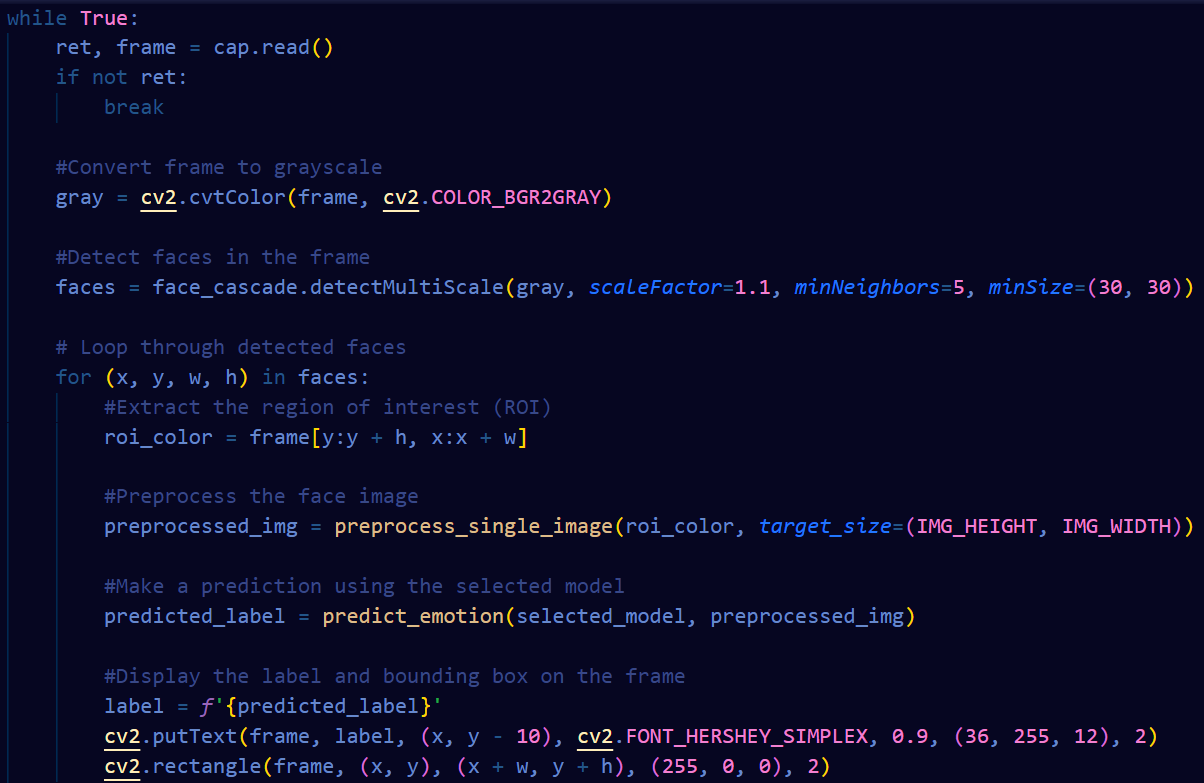 while True:
    ret, frame = cap.read()
    if not ret:
        break
    #Convert frame to grayscale
    gray = cv2.cvtColor(frame, cv2.COLOR_BGR2GRAY)
    #Detect faces in the frame
    faces = face_cascade.detectMultiScale(gray, scaleFactor=1.1, minNeighbors=5, minSize=(30, 30))
    # Loop through detected faces
    for (x, y, w, h) in faces:
        #Extract the region of interest (ROI)
        roi_color = frame[y:y + h, x:x + w]
        #Preprocess the face image
        preprocessed_img = preprocess_single_image(roi_color, target_size=(IMG_HEIGHT, IMG_WIDTH))
        #Make a prediction using the selected model
        predicted_label = predict_emotion(selected_model, preprocessed_img)
        #Display the label and bounding box on the frame
        label = f'{predicted_label}'
        cv2.putText(frame, label, (x, y - 10), cv2.FONT_HERSHEY_SIMPLEX, 0.9, (36, 255, 12), 2)
        cv2.rectangle(frame, (x, y), (x + w, y + h), (255, 0, 0), 2)